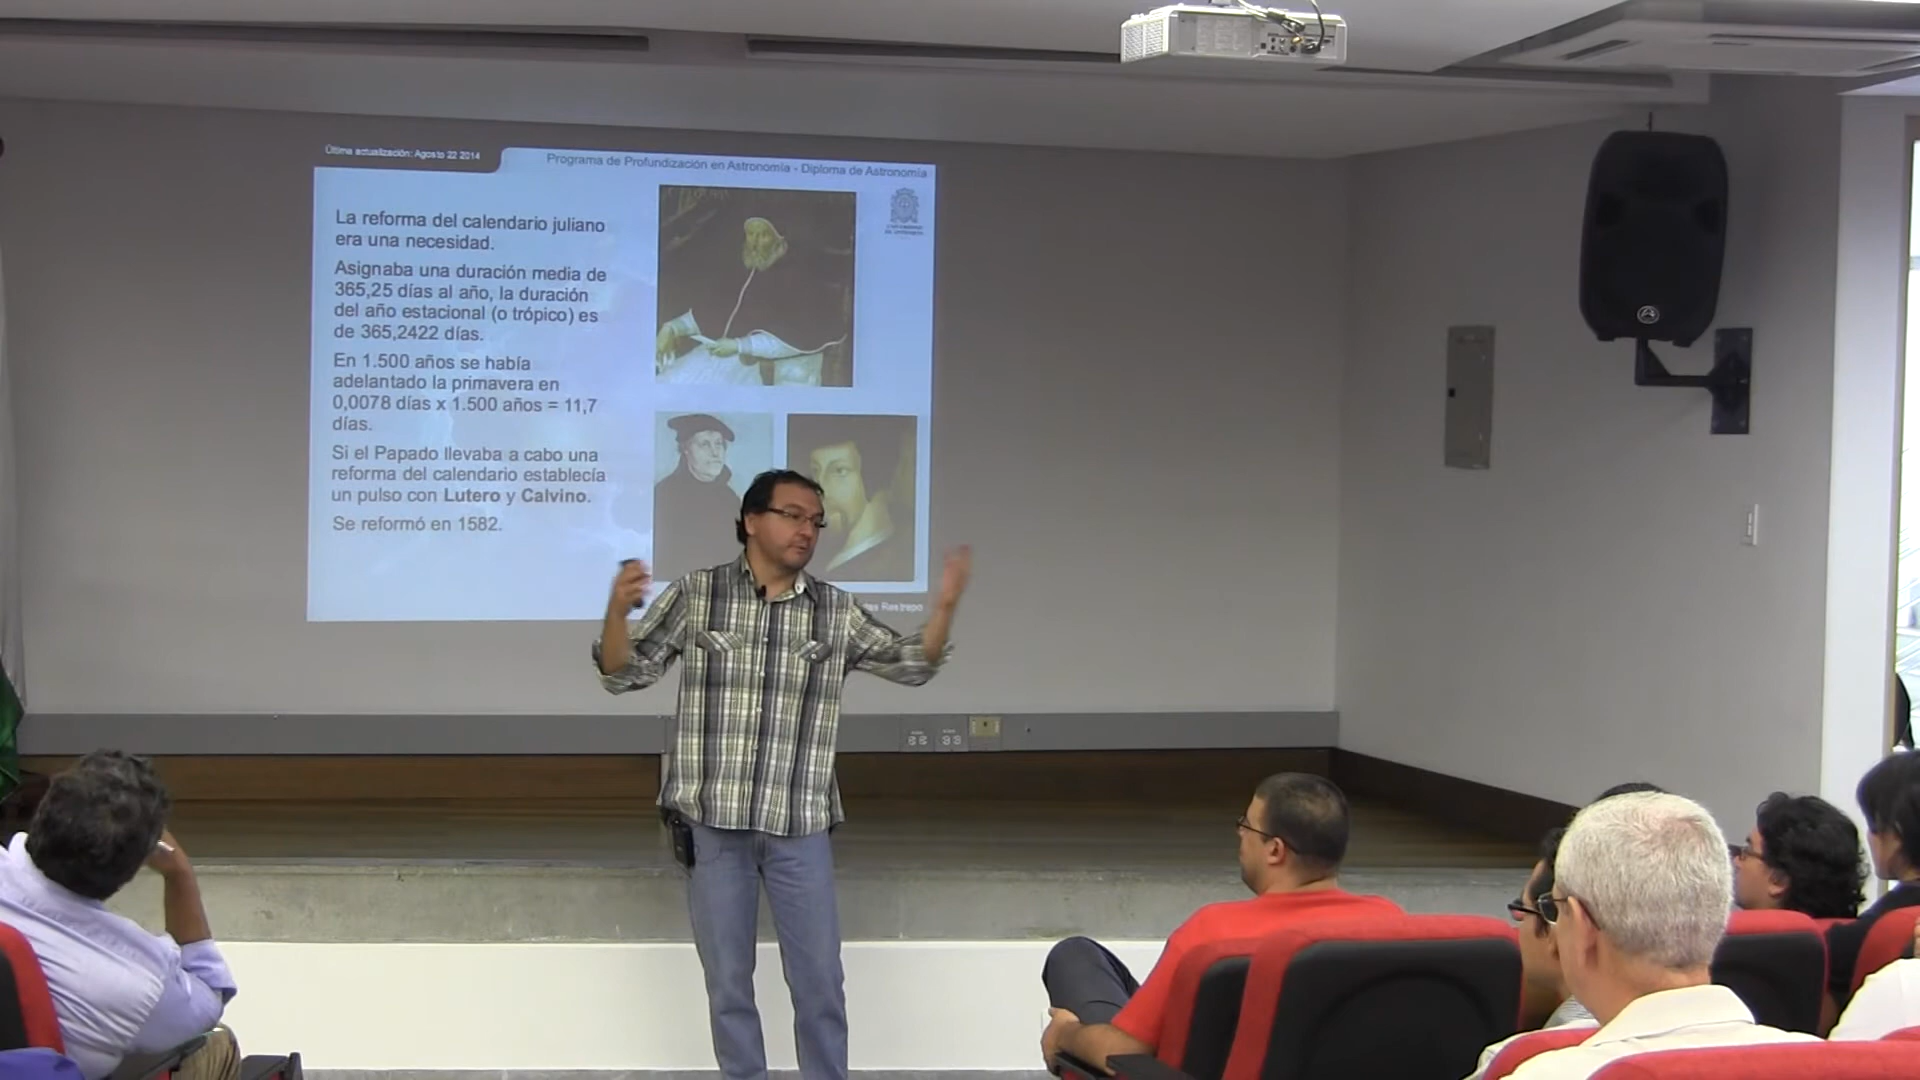 Última actualización: Agosto 22 2014
Programa de Profundización en Astronomía - Diploma de Astronomía
La reforma del calendario juliano
era una necesidad.
Asignaba una duración media de
365,25 días al año, la duración
del año estacional (o trópico) es
de 365,2422 días.
En 1.500 años se había
adelantado la primavera en
0,0078 días x 1.500 años = 11,7
días.
Si el Papado llevaba a cabo una
reforma del calendario establecía
un pulso con Lutero y Calvino.
Se reformó en 1582.
Restrepo